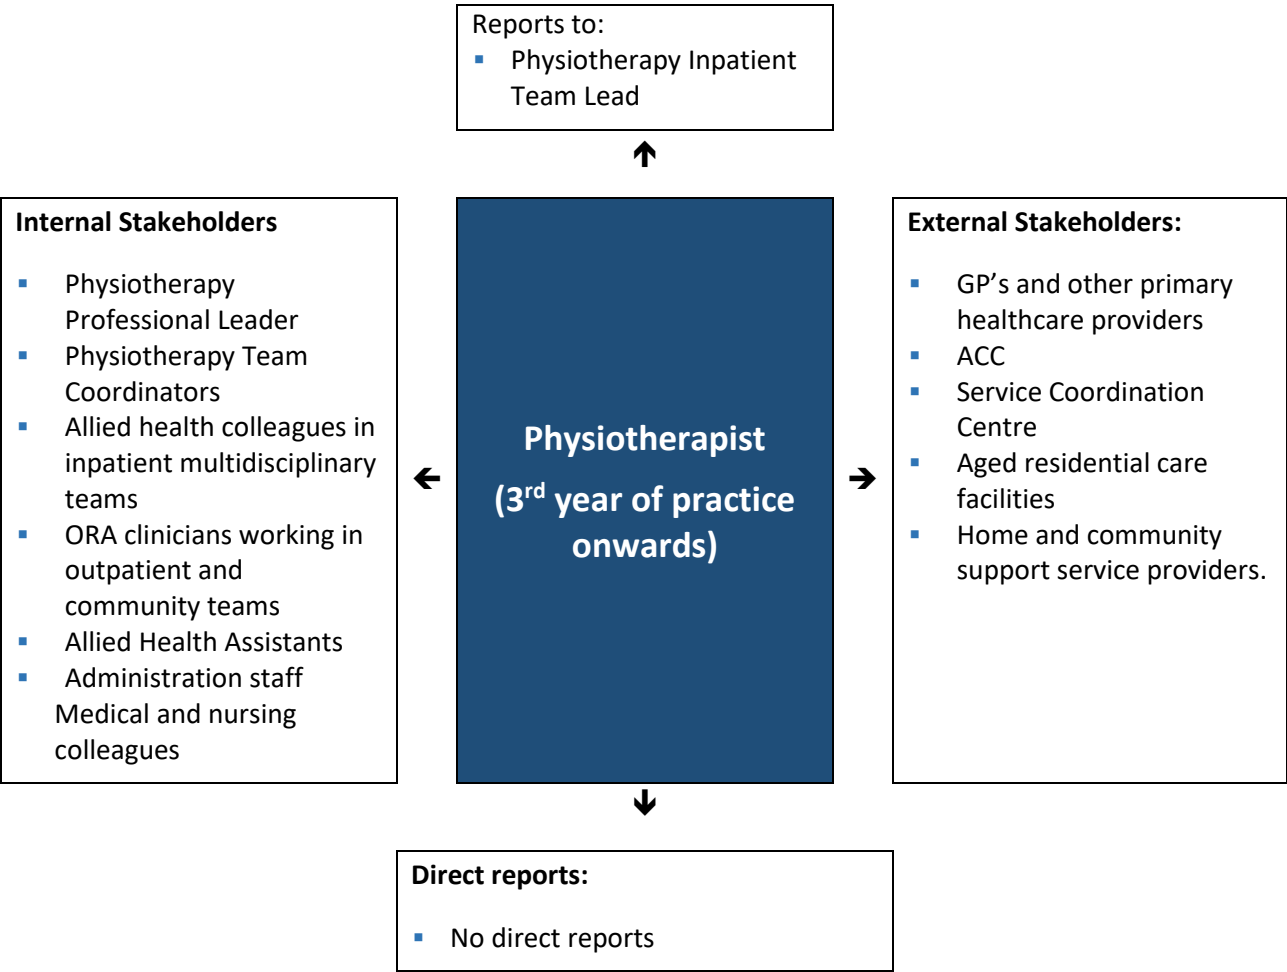 Reports to:
▪ Physiotherapy Inpatient
Team Lead
Internal Stakeholders
▪ Physiotherapy
Professional Leader
▪ Physiotherapy Team
Coordinators
▪ Allied health colleagues in
inpatient multidisciplinary
teams
▪ ORA clinicians working in
outpatient and
community teams
▪ Allied Health Assistants
▪ Administration staff
Medical and nursing
colleagues
Physiotherapist
(3rd year of practice
onwards)
External Stakeholders:
▪ GP’s and other primary
healthcare providers
▪ ACC
▪ Service Coordination
Centre
▪ Aged residential care
facilities
▪ Home and community
support service providers.
Direct reports:
▪ No direct reports